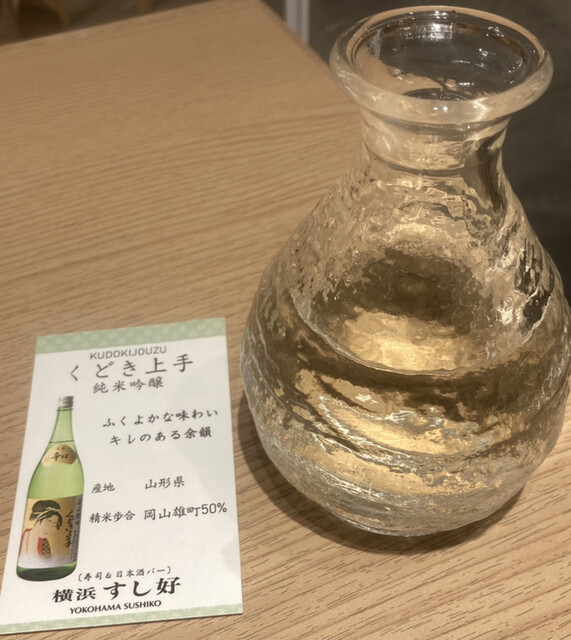 KUDOKIJOUZU
くどき上手
純米吟醸
ふくよかな味わい
キレのある余韻
産地 山形県
精米歩合 岡山雄町50%
(寿司&日本酒バー)
横浜 すし好
YOKOHAMA SUSHIKO